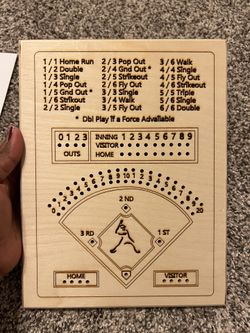 1 / 1 Home Run 2 / 3 Pop Out 3 / 6 Walk
1 / 2 Double 2 / 4 Gnd Out * 4 / 4 Single
1 / 3 Single 2 / 5 Strikeout 4 / 5 Fly Out
1 / 4 Pop Out 2 / 6 Fly Out 4 / 6 Strikeout
1 / 5 Gnd Out * 3 / 3 Single 5 / 5 Triple
1 / 6 Strikeout 3 / 4 Walk 5 / 6 Single
2 / 2 Single 3 / 5 Fly Out 6 / 6 Double
* Dbl Play if a Force Advailable
0 1 2 3 INNING 1 2 3 4 5 6 7 8 9
VISITOR
OUTS HOME
0 10 20
2 ND
3 RD 1 ST
HOME VISITOR